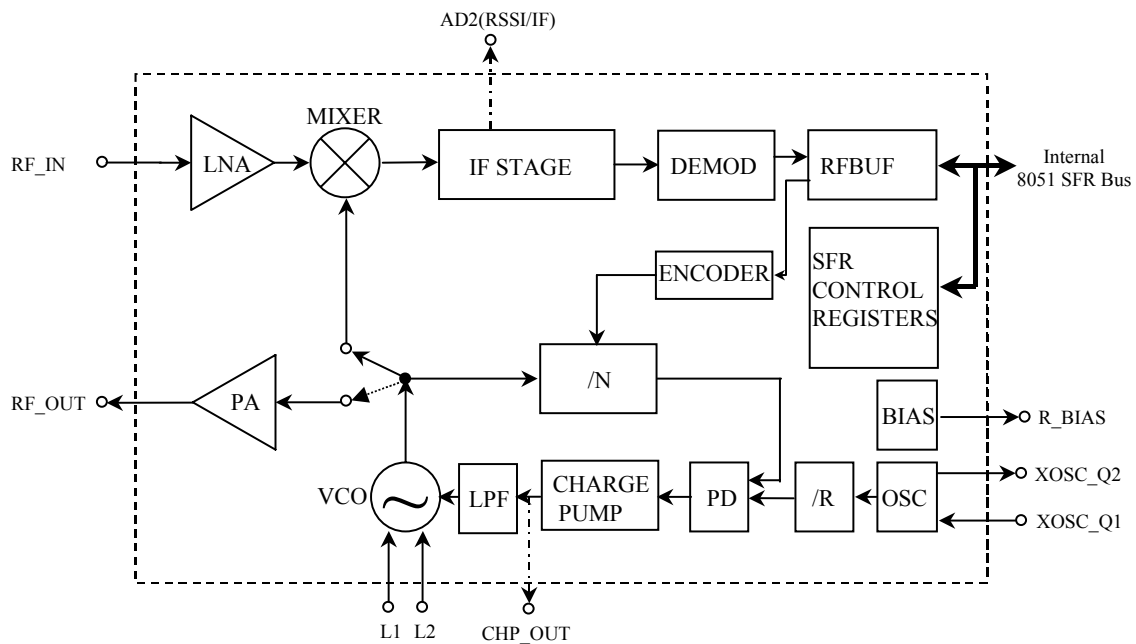 AD2(RSSI/IF)
MIXER
RF_IN
LNA
IF STAGE
DEMOD
RFBUF
Internal
8051 SFR Bus
ENCODER
SFR
CONTROL
REGISTERS
/N
RF_OUT
PA
BIAS
R_BIAS
VCO
LPF
CHARGE
PUMP
PD
/R
OSC
XOSC_Q2
XOSC_Q1
L1
L2
CHP_OUT